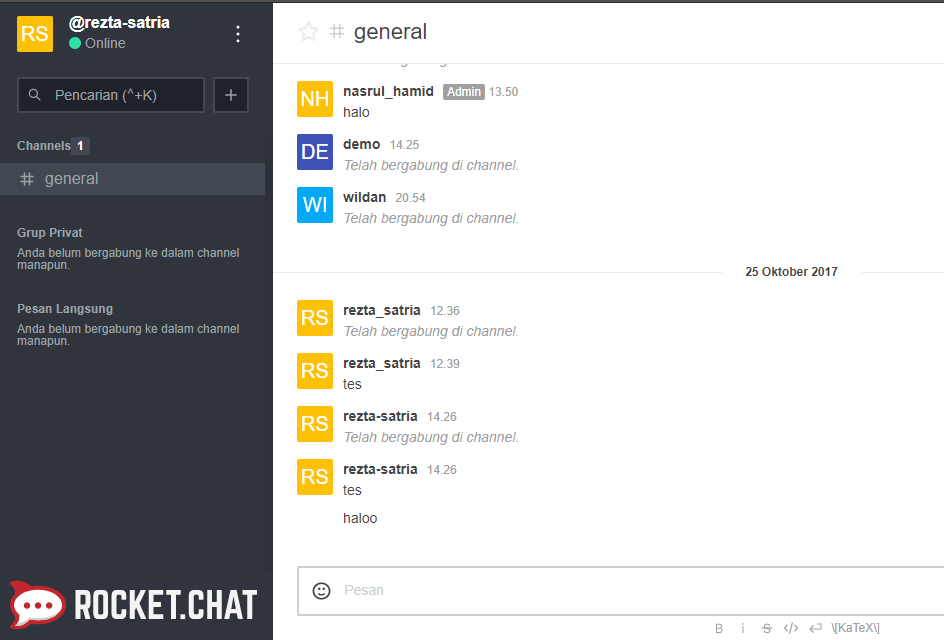 RS
@rezta-satria
Online
Pencarian (^+K)
+
Channels 1
# general
Grup Privat
Anda belum bergabung ke dalam channel
manapun.
Pesan Langsung
Anda belum bergabung ke dalam channel
manapun.
ROCKET.CHAT
# general
NH
nasrul_hamid Admin 13.50
halo
DE
demo 14.25
Telah bergabung di channel.
WI
wildan 20.54
Telah bergabung di channel.
25 Oktober 2017
RS
rezta_satria 12.36
Telah bergabung di channel.
RS
rezta_satria 12.39
tes
RS
rezta-satria 14.26
Telah bergabung di channel.
RS
rezta-satria 14.26
tes
haloo
Pesan
B i S </> \[KaTeX\]